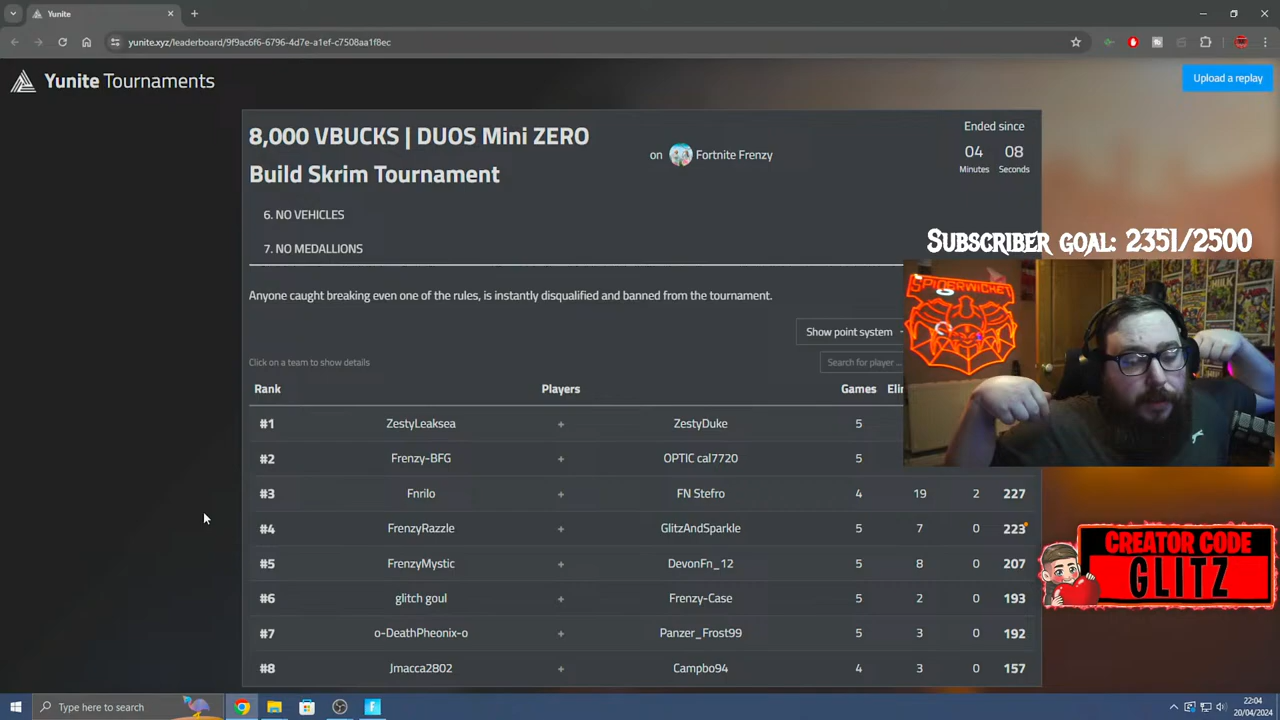 Yunite
yunite.xyz/leaderboard/9f9ac6f6-6796-4d7e-a1ef-c7508aa1f8ec
Yunite Tournaments
Upload a replay
8,000 VBUCKS | DUOS Mini ZERO
Build Skrim Tournament
on Fortnite Frenzy
Ended since
04 08
Minutes Seconds
6. NO VEHICLES
7. NO MEDALLIONS
Subscriber goal: 2351/2500
SPIDERWICKET
Anyone caught breaking even one of the rules, is instantly disqualified and banned from the tournament.
Show point system
Click on a team to show details
Search for player ...
Rank Players Games Elin
#1 ZestyLeaksea + ZestyDuke 5
#2 Frenzy-BFG + OPTIC cal7720 5
#3 Fnrilo + FN Stefro 4 19 2 227
#4 FrenzyRazzle + GlitzAndSparkle 5 7 0 223
#5 FrenzyMystic + DevonFn_12 5 8 0 207
#6 glitch goul + Frenzy-Case 5 2 0 193
#7 o-DeathPheonix-o + Panzer_Frost99 5 3 0 192
#8 Jmacca2802 + Campbo94 4 3 0 157
CREATOR CODE
GLITZ
Type here to search
22:04
20/04/2024